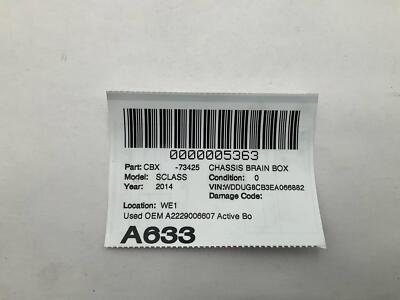 0000005363
Part: CBX -73425 CHASSIS BRAIN BOX
Model: SCLASS Condition: 0
Year: 2014 VIN:WDDUG8CB3EA066882
Damage Code:
Location: WE1
Used OEM A2229006607 Active Bo
A633